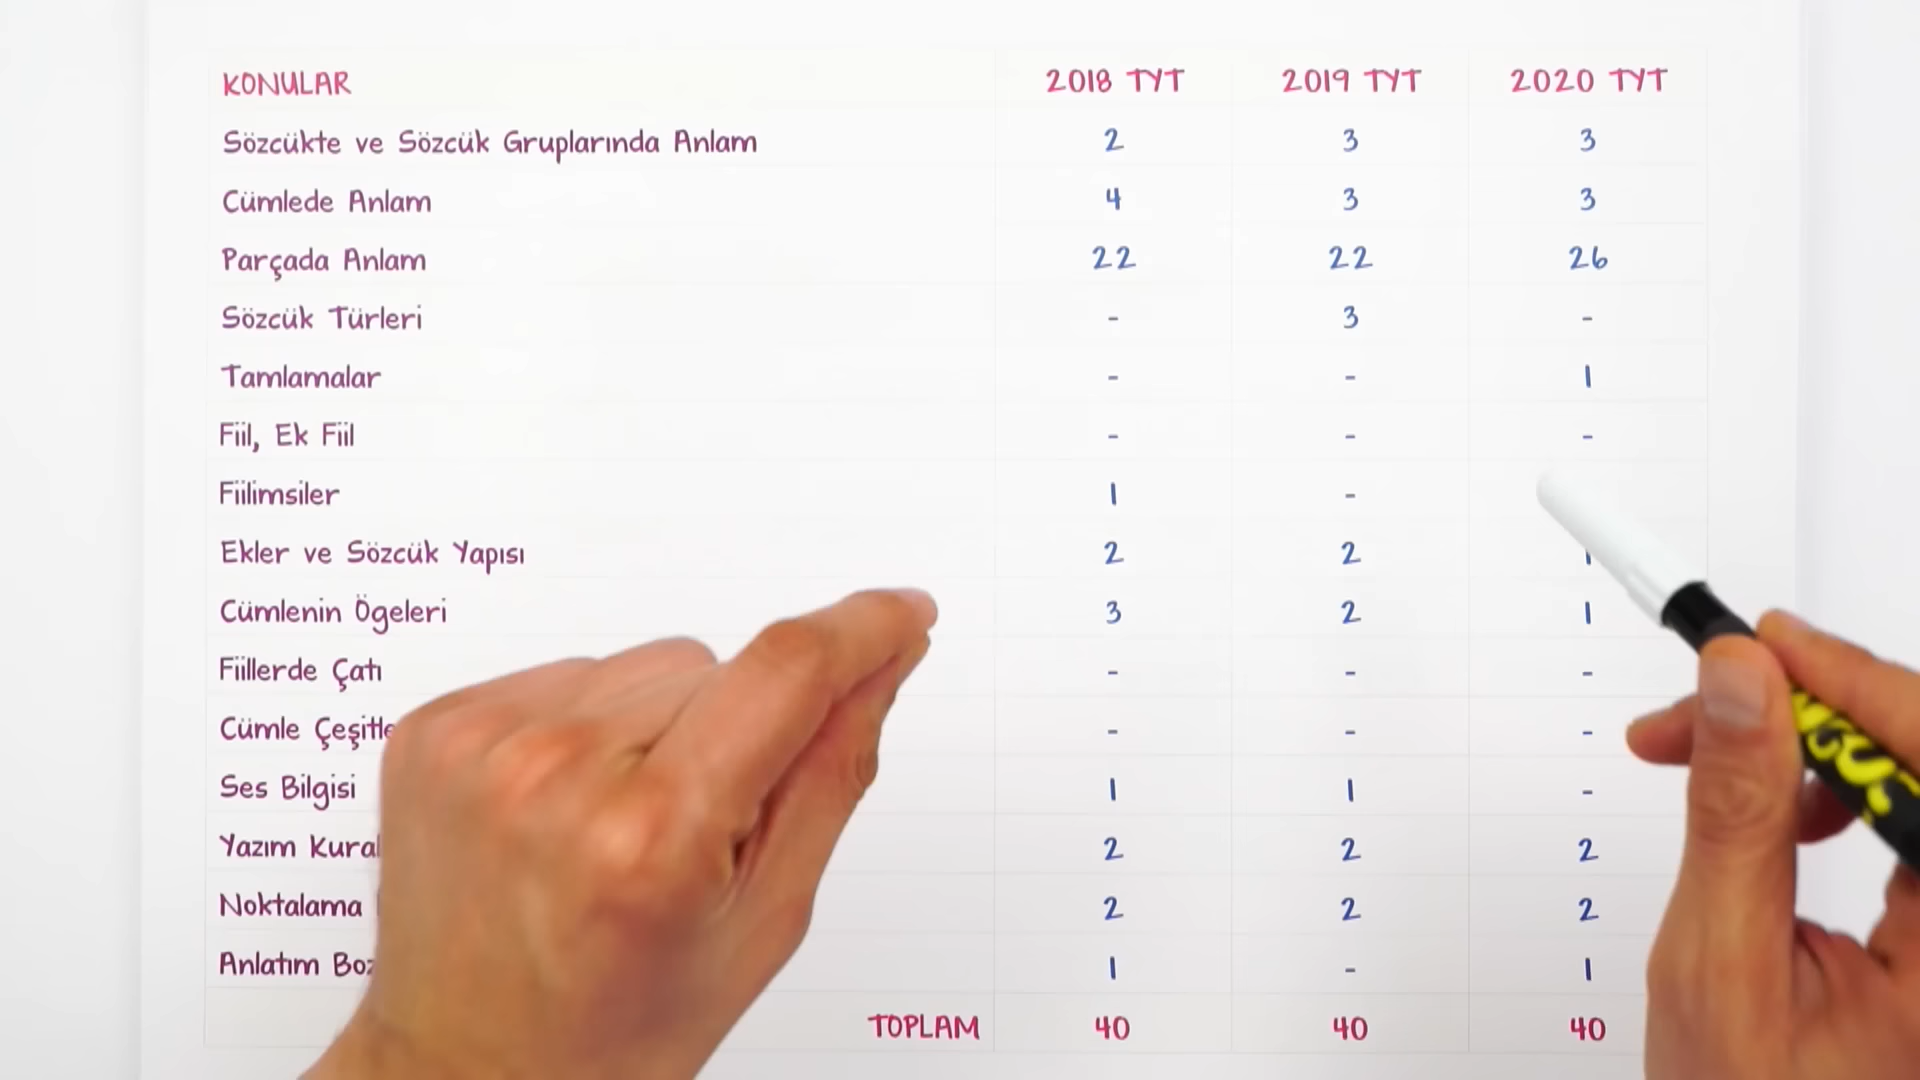 KONULAR 2018 TYT 2019 TYT 2020 TYT
Sözcükte ve Sözcük Gruplarında Anlam 2 3 3
Cümlede Anlam 4 3 3
Parçada Anlam 22 22 26
Sözcük Türleri - 3 -
Tamlamalar - - 1
Fiil, Ek Fiil - - -
Fiilimsiler 1 -
Ekler ve Sözcük Yapısı 2 2 1
Cümlenin Ögeleri 3 2 1
Fiillerde Çatı - - -
Cümle - - -
Ses Bilgisi 1 1 -
Yazım 2 2 2
Noktalama 2 2 2
Anlatım 1 - 1
TOPLAM 40 40 40